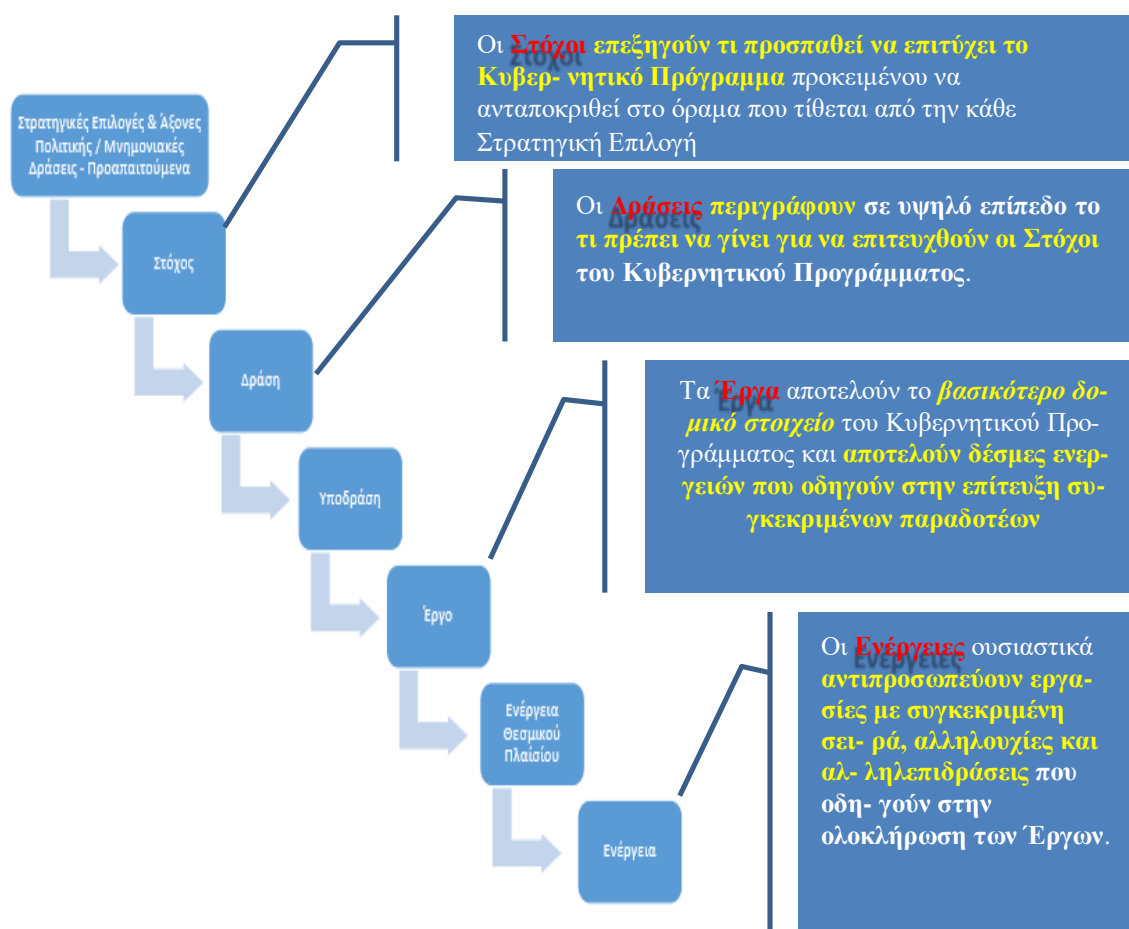 Στρατηγικές Επιλογές & Άξονες
Πολιτικής / Μνημονιακές
Δράσεις - Προαπαιτούμενα
Στόχος
Δράση
Υποδράση
Έργο
Ενέργεια
Θεσμικού
Πλαίσίου
Ενέργεια
Οι Στόχοι επεξηγούν τι προσπαθεί να επιτύχει το
Κυβερ- νητικό Πρόγραμμα προκειμένου να
ανταποκριθεί στο όραμα που τίθεται από την κάθε
Στρατηγική Επιλογή
Οι Δράσεις περιγράφουν σε υψηλό επίπεδο το
τι πρέπει να γίνει για να επιτευχθούν οι Στόχοι
του Κυβερνητικού Προγράμματος.
Τα Έργα αποτελούν το βασικότερο δο-
μικό στοιχείο του Κυβερνητικού Προ-
γράμματος και αποτελούν δέσμες ενερ-
γειών που οδηγούν στην επίτευξη συ-
γκεκριμένων παραδοτέων
Οι Ενέργειες ουσιαστικά
αντιπροσωπεύουν εργα-
σίες με συγκεκριμένη
σει- ρά, αλληλουχίες και
αλ- ληλεπιδράσεις που
οδη- γούν στην
ολοκλήρωση των Έργων.